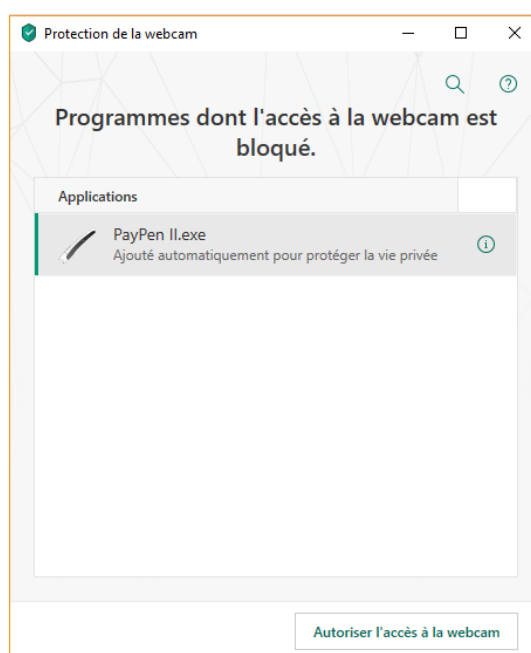 Protection de la webcam
Programmes dont l'accès à la webcam est
bloqué.
Applications
PayPen II.exe
Ajouté automatiquement pour protéger la vie privée
Autoriser l'accès à la webcam